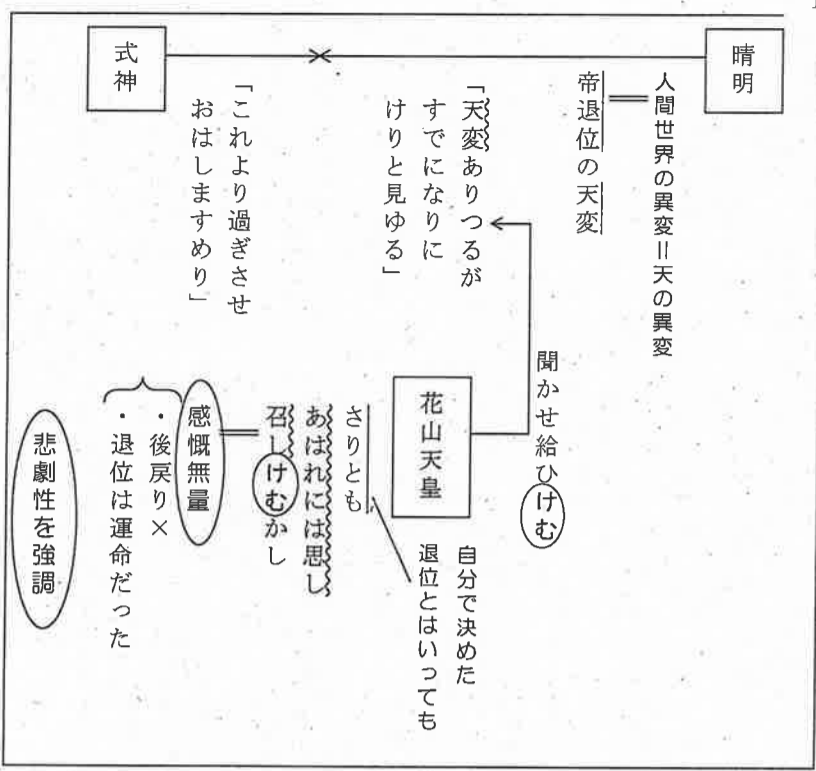 晴明
人間世界の異変＝天の異変
帝退位の天変
聞かせ給ひけむ
花山天皇
自分で決めた
退位とはいっても
「天変ありつるが
すでになりに
けりと見ゆる」
さりとも
あはれには思し
召しけむかし
感慨無量
・後戻り×
・退位は運命だった
悲劇性を強調
「これより過ぎさせ
おはしますめり」
式神